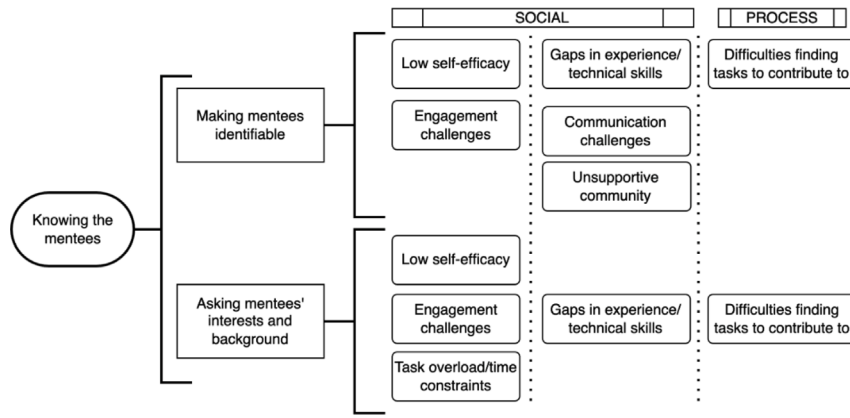 SOCIAL
PROCESS
Low self-efficacy
Gaps in experience/
technical skills
Difficulties finding
tasks to contribute to
Making mentees
identifiable
Engagement
challenges
Communication
challenges
Unsupportive
community
Knowing the
mentees
Low self-efficacy
Asking mentees'
interests and
background
Engagement
challenges
Gaps in experience/
technical skills
Difficulties finding
tasks to contribute to
Task overload/time
constraints